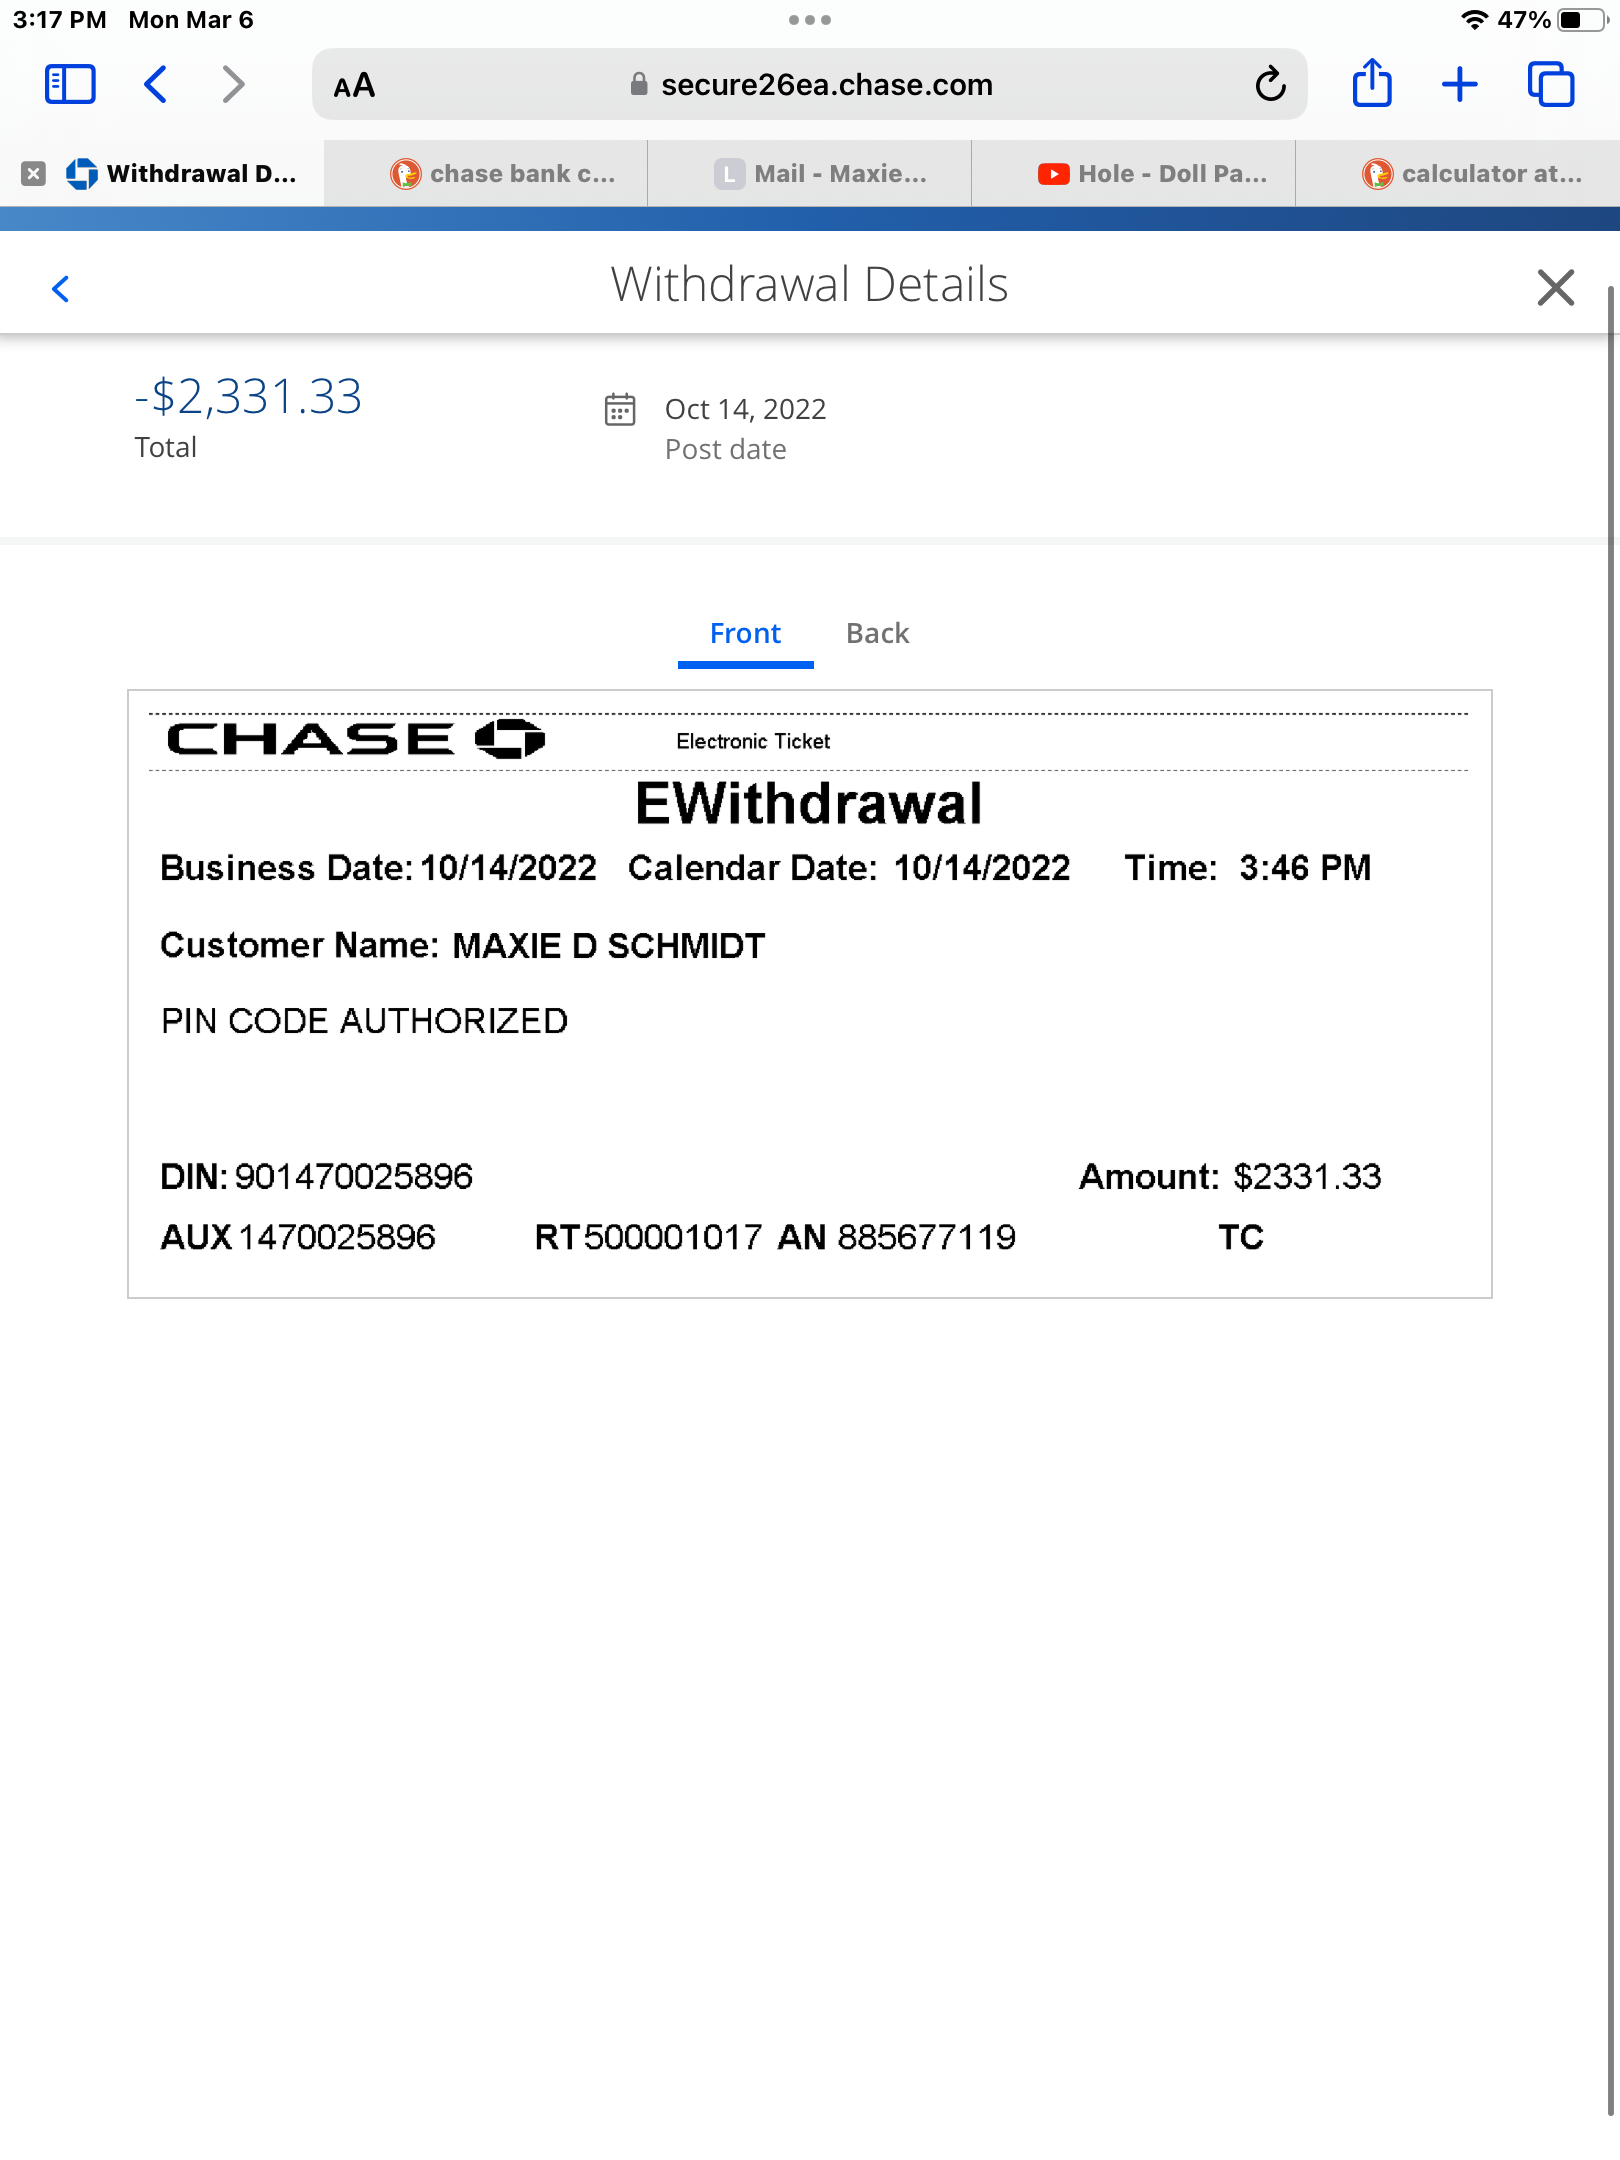 3:17 PM Mon Mar 6 47%
AA secure26ea.chase.com
Withdrawal D... chase bank c... L Mail - Maxie... Hole - Doll Pa... calculator at...
Withdrawal Details
-$2,331.33
Total
Oct 14, 2022
Post date
Front Back
CHASE Electronic Ticket
EWithdrawal
Business Date: 10/14/2022 Calendar Date: 10/14/2022 Time: 3:46 PM
Customer Name: MAXIE D SCHMIDT
PIN CODE AUTHORIZED
DIN: 901470025896 Amount: $2331.33
AUX 1470025896 RT 500001017 AN 885677119 TC